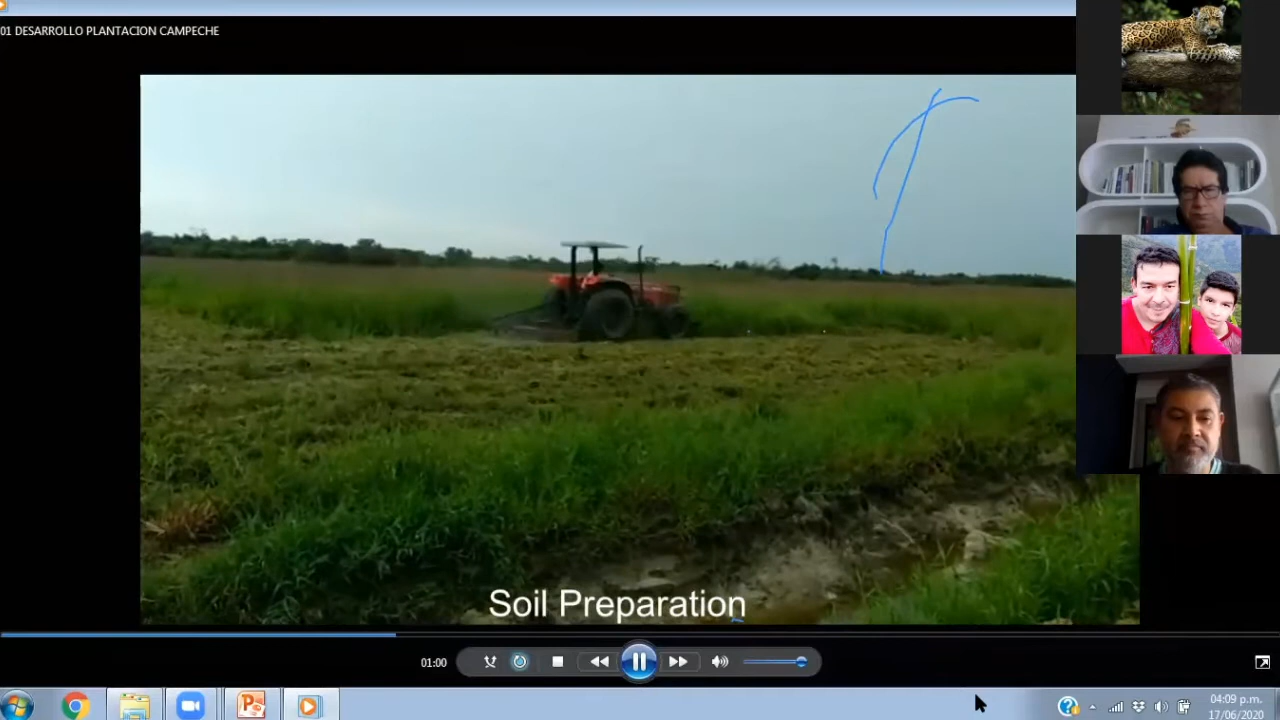 01 DESARROLLO PLANTACION CAMPECHE
Soil Preparation
01:00
04:09 p.m.
17/06/2020